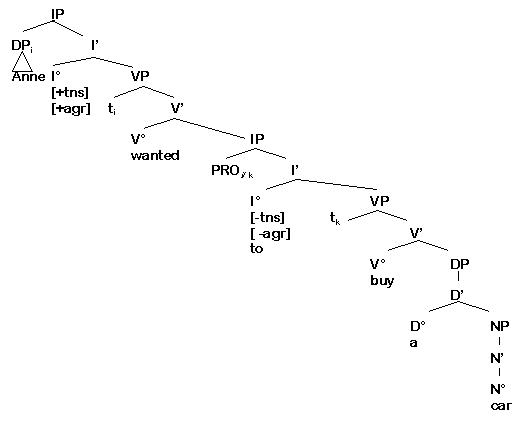 IP
DPi I’
Anne I° VP
[+tns]
[+agr] ti V’
V° IP
wanted
PROi/k I’
I° VP
[-tns]
[ -agr] tk V’
to
V° DP
buy
D’
D° NP
a
N’
N°
car